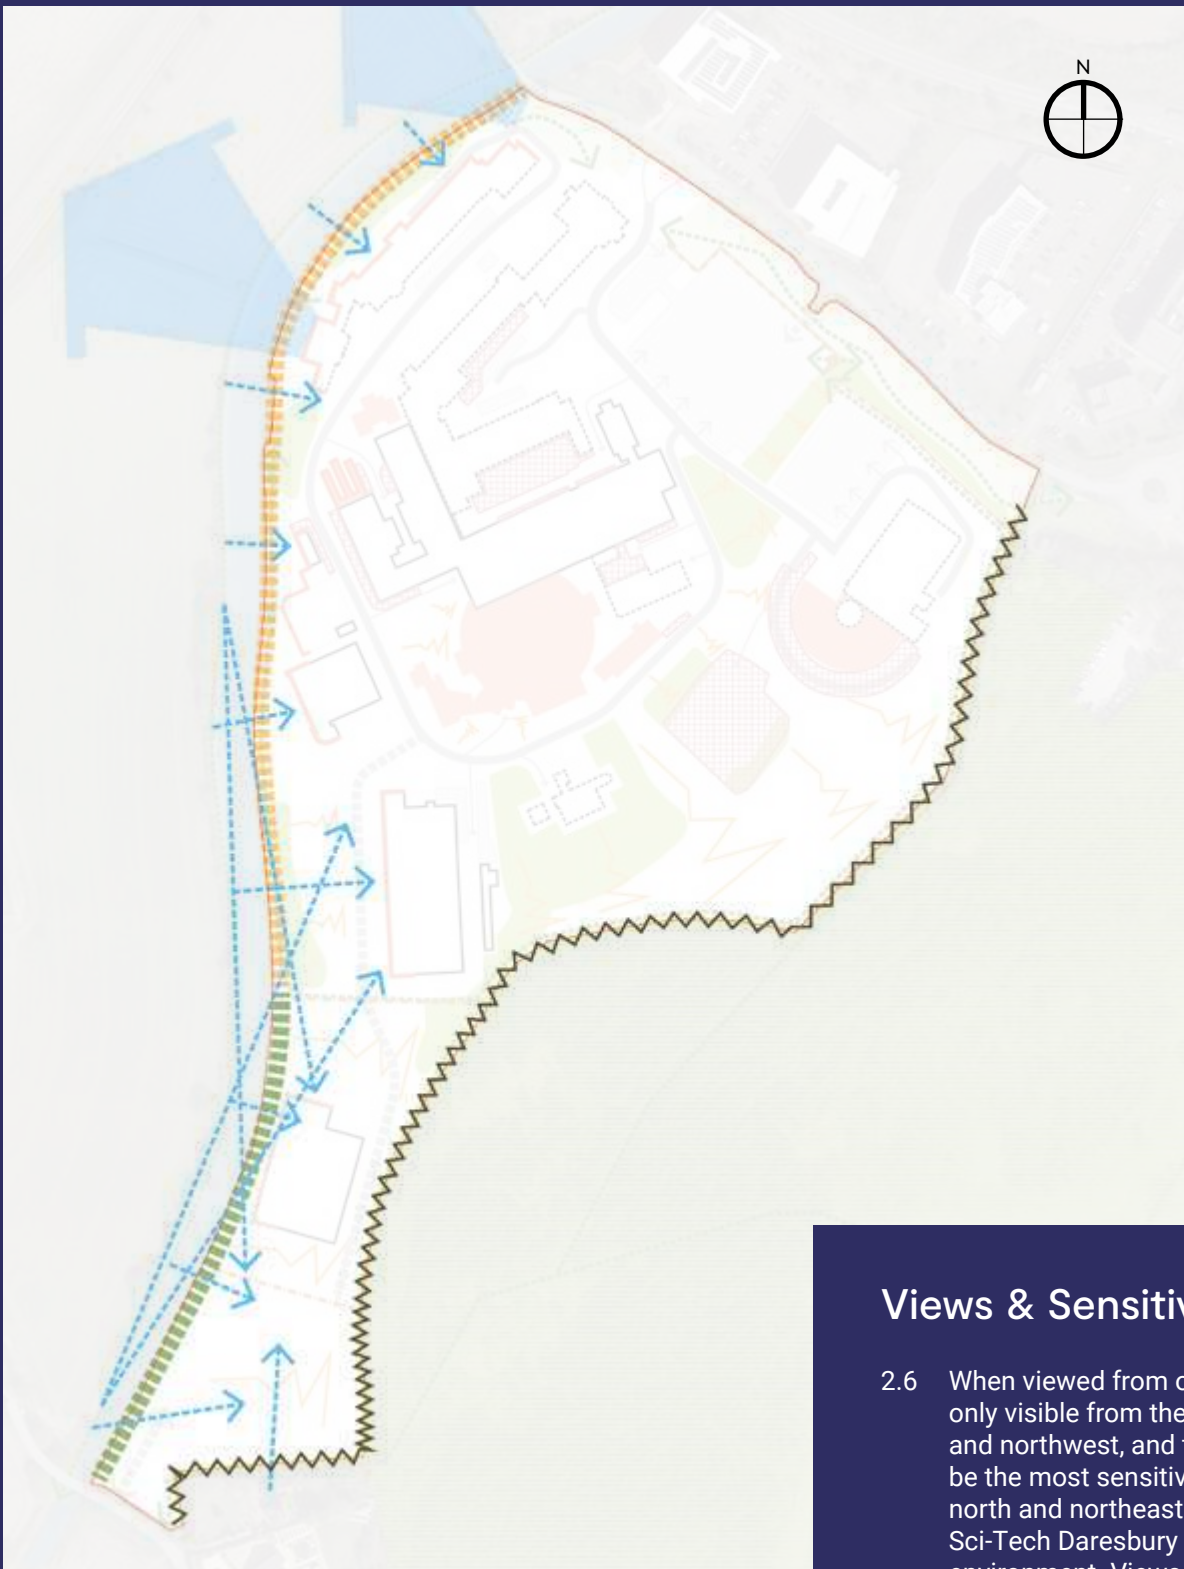 N
Views & Sensitiv
2.6 When viewed from o
only visible from the
and northwest, and
be the most sensitiv
north and northeast
Sci-Tech Daresbury